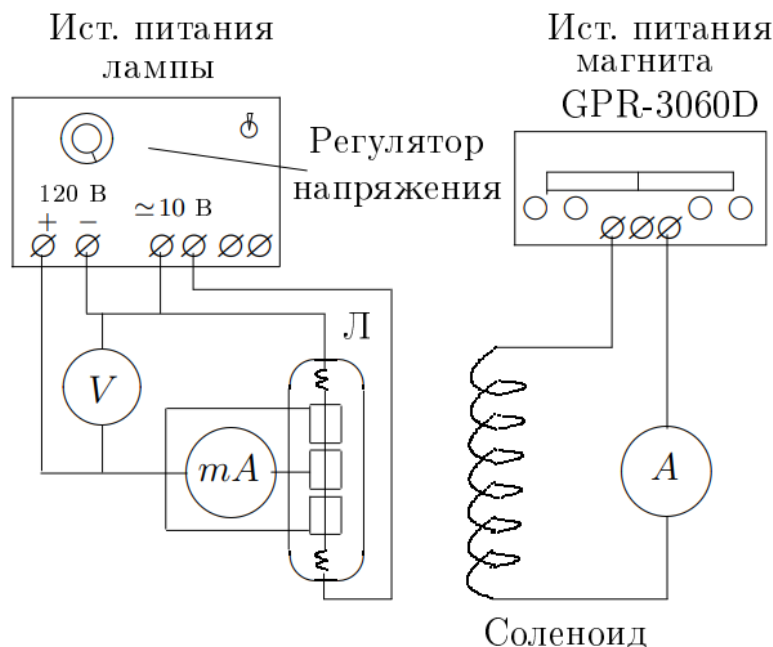 Ист. питания
лампы
Регулятор
напряжения
120 В
+ −
≃10 В
V
mA
Л
Ист. питания
магнита
GPR-3060D
A
Соленоид